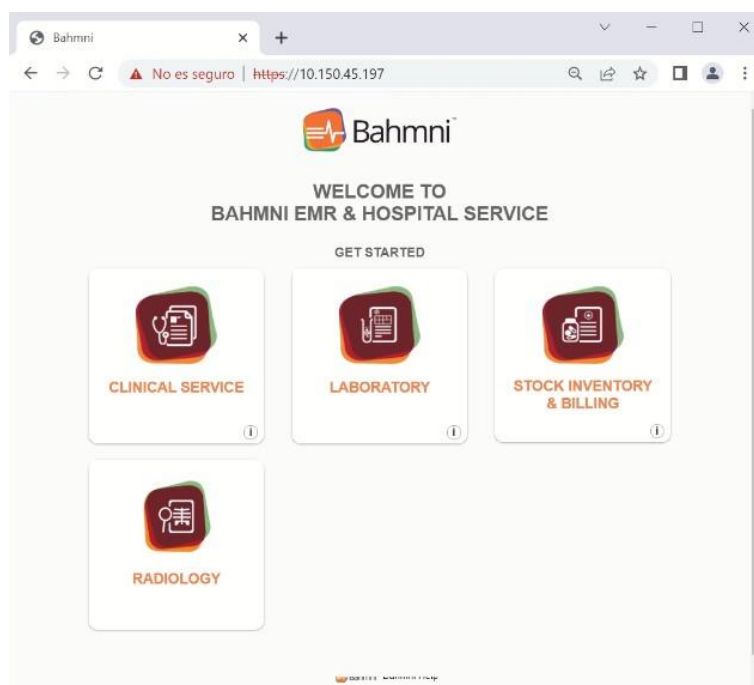 Bahmni
No es seguro | https://10.150.45.197
Bahmni
WELCOME TO
BAHMNI EMR & HOSPITAL SERVICE
GET STARTED
CLINICAL SERVICE
LABORATORY
STOCK INVENTORY
& BILLING
RADIOLOGY